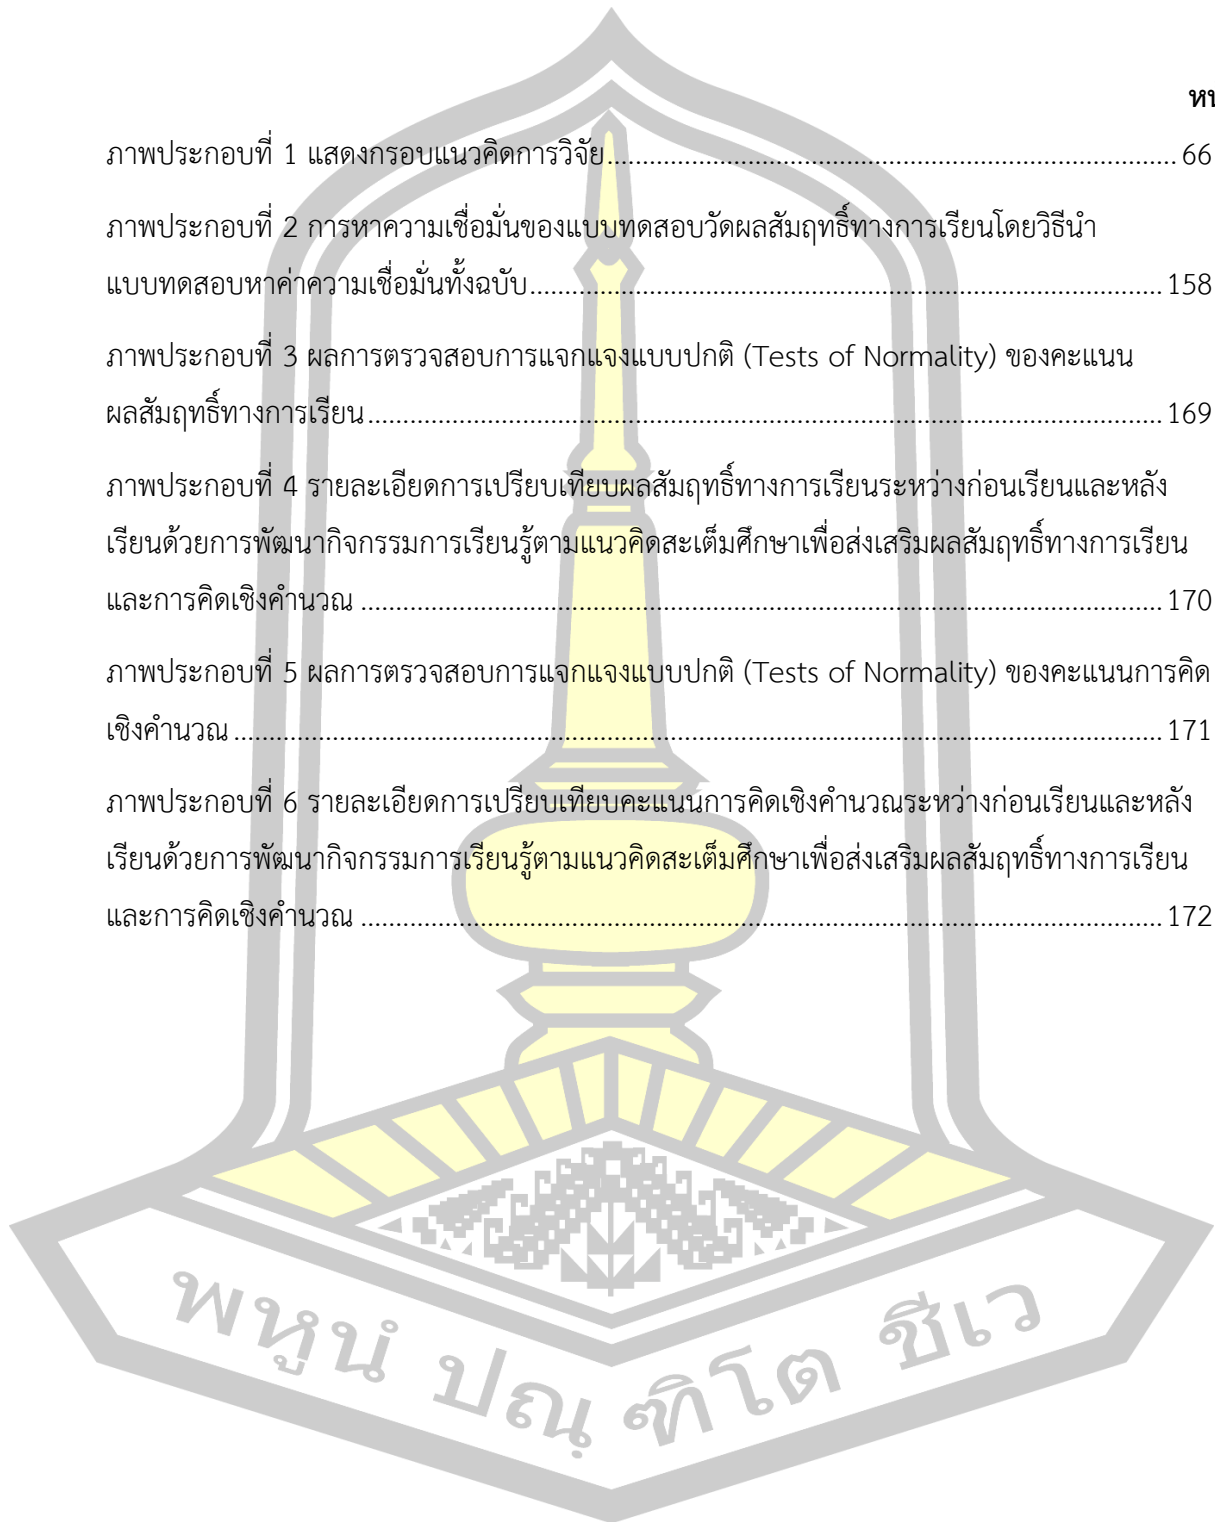 ภาพประกอบที่ 1 แสดงกรอบแนวคิดการวิจัย.......................................................................... 66
ภาพประกอบที่ 2 การหาความเชื่อมั่นของแบบทดสอบวัดผลสัมฤทธิ์ทางการเรียนโดยวิธีนำ
แบบทดสอบหาค่าความเชื่อมั่นทั้งฉบับ.................................................................................. 158
ภาพประกอบที่ 3 ผลการตรวจสอบการแจกแจงแบบปกติ (Tests of Normality) ของคะแนน
ผลสัมฤทธิ์ทางการเรียน....................................................................................................... 169
ภาพประกอบที่ 4 รายละเอียดการเปรียบเทียบผลสัมฤทธิ์ทางการเรียนระหว่างก่อนเรียนและหลัง
เรียนด้วยการพัฒนากิจกรรมการเรียนรู้ตามแนวคิดสะเต็มศึกษาเพื่อส่งเสริมผลสัมฤทธิ์ทางการเรียน
และการคิดเชิงคำนวณ ........................................................................................................ 170
ภาพประกอบที่ 5 ผลการตรวจสอบการแจกแจงแบบปกติ (Tests of Normality) ของคะแนนการคิด
เชิงคำนวณ ........................................................................................................................ 171
ภาพประกอบที่ 6 รายละเอียดการเปรียบเทียบคะแนนการคิดเชิงคำนวณระหว่างก่อนเรียนและหลัง
เรียนด้วยการพัฒนากิจกรรมการเรียนรู้ตามแนวคิดสะเต็มศึกษาเพื่อส่งเสริมผลสัมฤทธิ์ทางการเรียน
และการคิดเชิงคำนวณ ........................................................................................................ 172
พหูนํ ปณฺฑิโต ชีเว